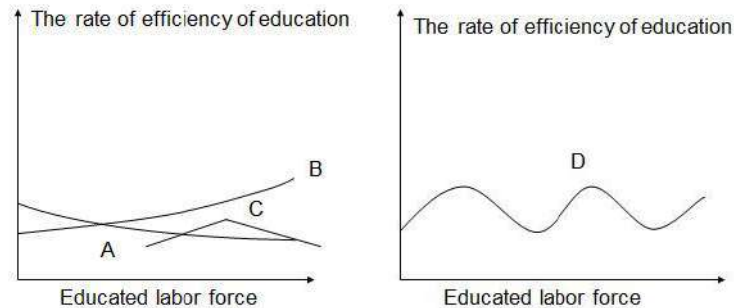 The rate of efficiency of education
B
C
A
Educated labor force
The rate of efficiency of education
D
Educated labor force